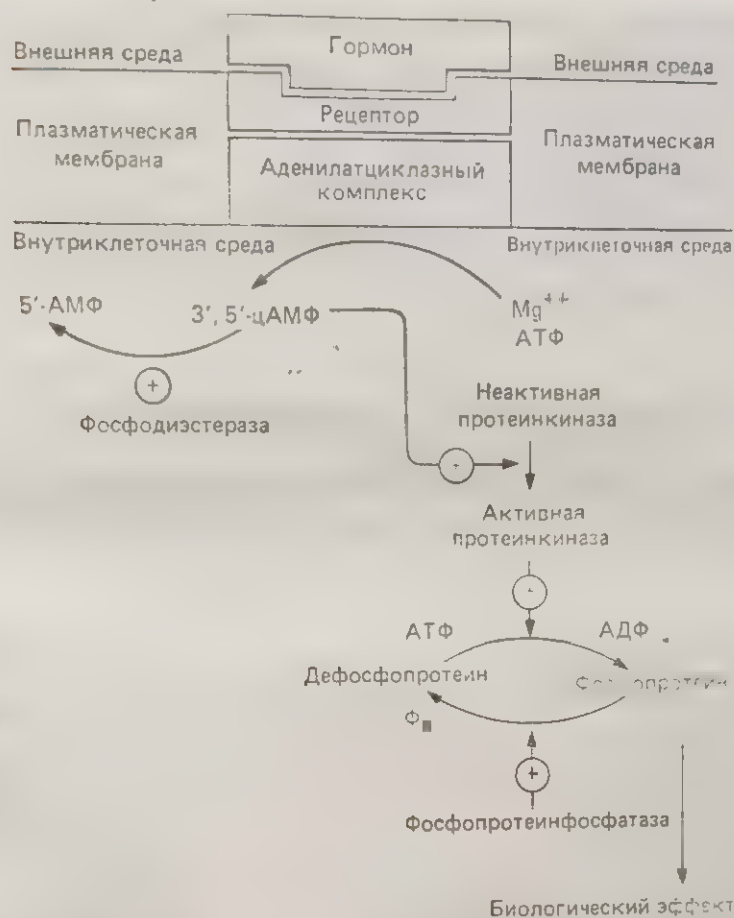 Гормон
Внешняя среда
Внешняя среда
Рецептор
Плазматическая
мембрана
Аденилатциклазный
комплекс
Плазматическая
мембрана
Внутриклеточная среда
Внутриклеточная среда
5'-АМФ
3', 5'-цАМФ
Mg++
АТФ
+
Фосфодиэстераза
Неактивная
протеинкиназа
Активная
протеинкиназа
АТФ
АДФ
Дефосфопротеин
Фосфопротеин
Ф
+
Фосфопротеинфосфатаза
Биологический эффект